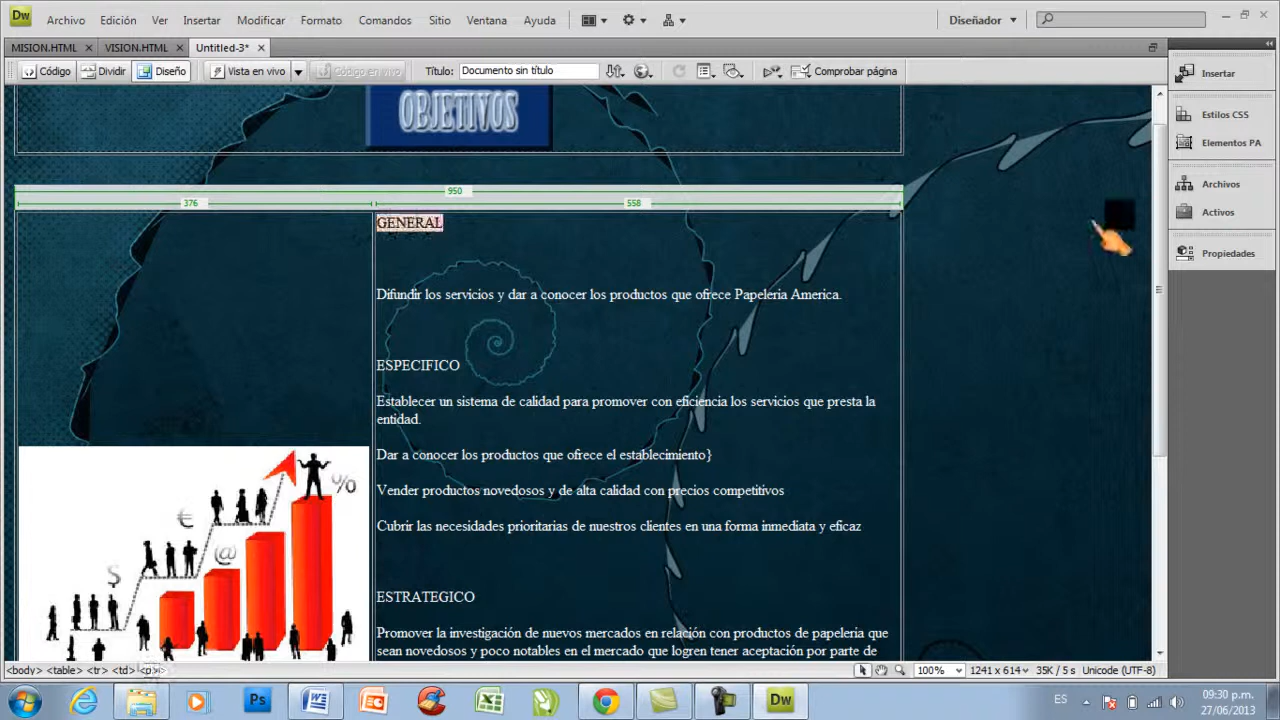 Dw Archivo Edición Ver Insertar Modificar Formato Comandos Sitio Ventana Ayuda Diseñador
MISION.HTML VISION.HTML Untitled-3*
Código Dividir Diseño Vista en vivo Código en vivo Título: Documento sin título Comprobar página
Insertar
Estilos CSS
Elementos PA
Archivos
Activos
Propiedades
OBJETIVOS
950
376 558
GENERAL
Difundir los servicios y dar a conocer los productos que ofrece Papeleria America.
ESPECIFICO
Establecer un sistema de calidad para promover con eficiencia los servicios que presta la
entidad.
Dar a conocer los productos que ofrece el establecimiento}
Vender productos novedosos y de alta calidad con precios competitivos
Cubrir las necesidades prioritarias de nuestros clientes en una forma inmediata y eficaz
ESTRATEGICO
Promover la investigación de nuevos mercados en relación con productos de papeleria que
sean novedosos y poco notables en el mercado que logren tener aceptación por parte de
% € @ $
<body> <table> <tr> <td> <p> 100% 1241 x 614 35K / 5 s Unicode (UTF-8)
Ps Dw ES 09:30 p.m.
27/06/2013